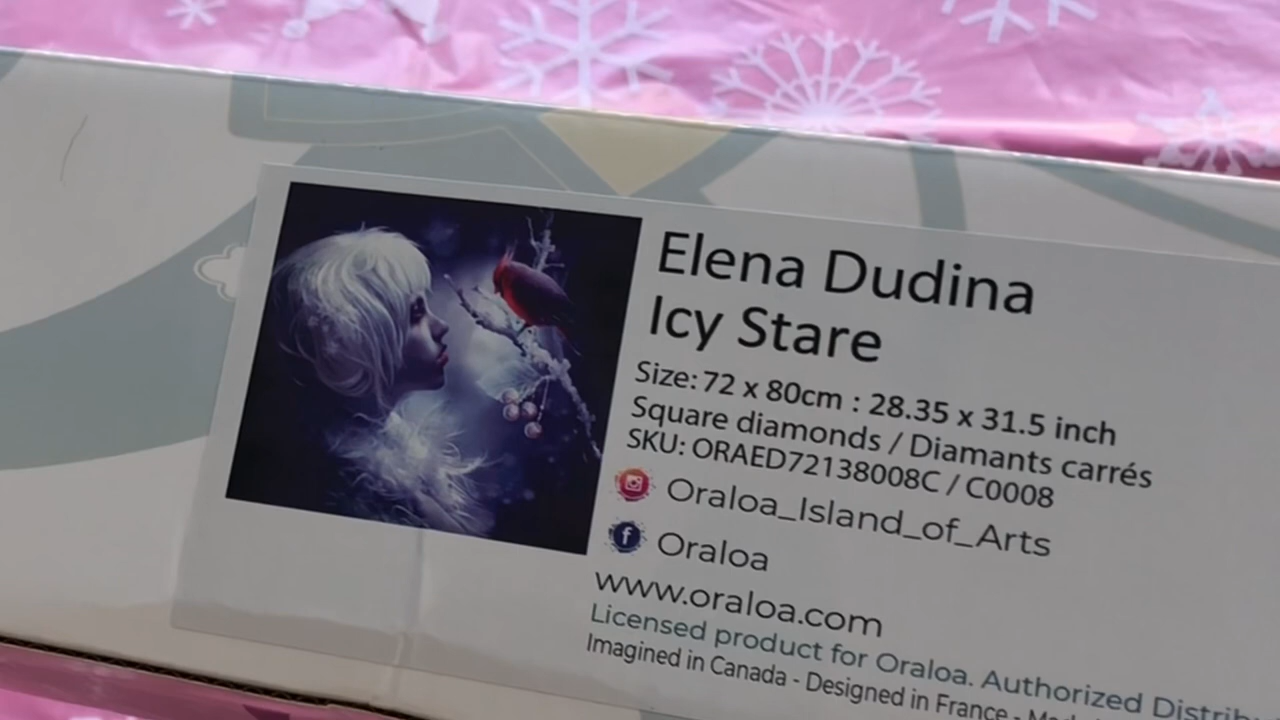 Elena Dudina
Icy Stare
Size: 72 x 80cm : 28.35 x 31.5 inch
Square diamonds / Diamants carrés
SKU: ORAED72138008C / C0008
Oraloa_Island_of_Arts
Oraloa
www.oraloa.com
Licensed product for Oraloa. Authorized
Imagined in Canada - Designed in France -